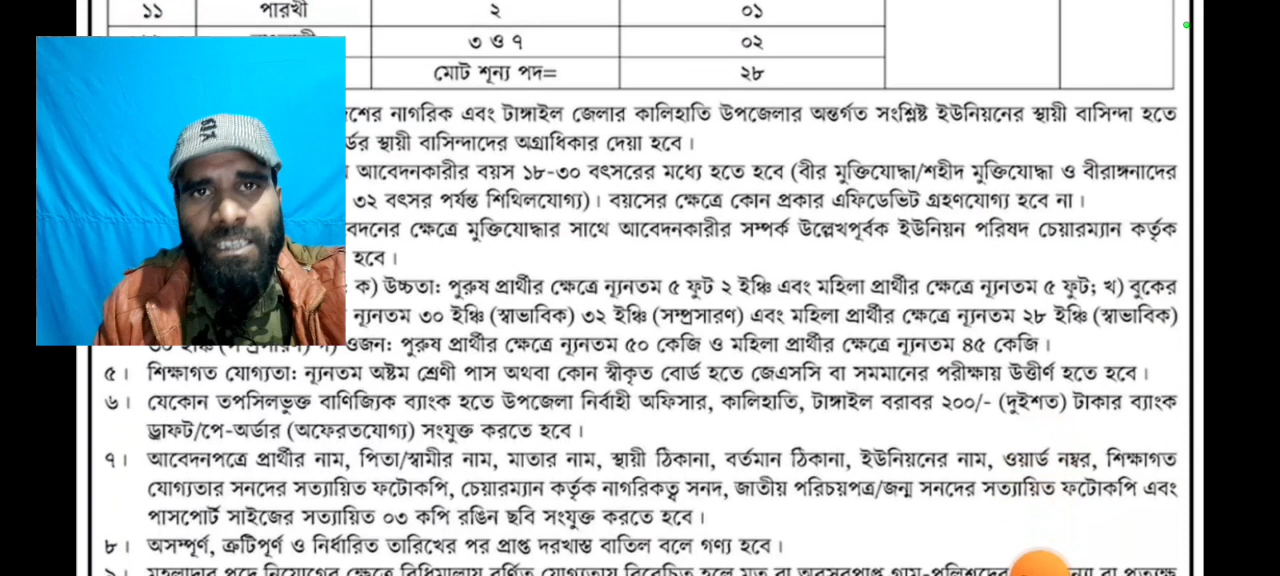 ১১ পারখী ২ ০১
৩ ও ৭ ০২
মোট শূন্য পদ= ২৮
নাগরিক এবং টাঙ্গাইল জেলার কালিহাতি উপজেলার অন্তর্গত সংশ্লিষ্ট ইউনিয়নের স্থায়ী বাসিন্দা হতে
স্থায়ী বাসিন্দাদের অগ্রাধিকার দেয়া হবে।
আবেদনকারীর বয়স ১৮-৩০ বৎসরের মধ্যে হতে হবে (বীর মুক্তিযোদ্ধা/শহীদ মুক্তিযোদ্ধা ও বীরাঙ্গনাদের
৩২ বৎসর পর্যন্ত শিথিলযোগ্য)। বয়সের ক্ষেত্রে কোন প্রকার এফিডেভিট গ্রহণযোগ্য হবে না।
ক্ষেত্রে মুক্তিযোদ্ধার সাথে আবেদনকারীর সম্পর্ক উল্লেখপূর্বক ইউনিয়ন পরিষদ চেয়ারম্যান কর্তৃক
হবে।
ক) উচ্চতা: পুরুষ প্রার্থীর ক্ষেত্রে ন্যূনতম ৫ ফুট ২ ইঞ্চি এবং মহিলা প্রার্থীর ক্ষেত্রে ন্যূনতম ৫ ফুট; খ) বুকের
ন্যূনতম ৩০ ইঞ্চি (স্বাভাবিক) ৩২ ইঞ্চি (সম্প্রসারণ) এবং মহিলা প্রার্থীর ক্ষেত্রে ন্যূনতম ২৮ ইঞ্চি (স্বাভাবিক)
ওজন: পুরুষ প্রার্থীর ক্ষেত্রে ন্যূনতম ৫০ কেজি ও মহিলা প্রার্থীর ক্ষেত্রে ন্যূনতম ৪৫ কেজি।
৫। শিক্ষাগত যোগ্যতা: ন্যূনতম অষ্টম শ্রেণী পাস অথবা কোন স্বীকৃত বোর্ড হতে জেএসসি বা সমমানের পরীক্ষায় উত্তীর্ণ হতে হবে।
৬। যেকোন তপসিলভুক্ত বাণিজ্যিক ব্যাংক হতে উপজেলা নির্বাহী অফিসার, কালিহাতি, টাঙ্গাইল বরাবর ২০০/- (দুইশত) টাকার ব্যাংক
ড্রাফট/পে-অর্ডার (অফেরতযোগ্য) সংযুক্ত করতে হবে।
৭। আবেদনপত্রে প্রার্থীর নাম, পিতা/স্বামীর নাম, মাতার নাম, স্থায়ী ঠিকানা, বর্তমান ঠিকানা, ইউনিয়নের নাম, ওয়ার্ড নম্বর, শিক্ষাগত
যোগ্যতার সনদের সত্যায়িত ফটোকপি, চেয়ারম্যান কর্তৃক নাগরিকত্ব সনদ, জাতীয় পরিচয়পত্র/জন্ম সনদের সত্যায়িত ফটোকপি এবং
পাসপোর্ট সাইজের সত্যায়িত ০৩ কপি রঙিন ছবি সংযুক্ত করতে হবে।
৮। অসম্পূর্ণ, ত্রুটিপূর্ণ ও নির্ধারিত তারিখের পর প্রাপ্ত দরখাস্ত বাতিল বলে গণ্য হবে।
৯। মহলাদার পদে নিয়োগের ক্ষেত্রে বিধিমালায় বর্ণিত যোগ্যতায় বিবেচিত হলে মৃত বা অবসরপ্রাপ্ত গ্রাম-পুলিশদের